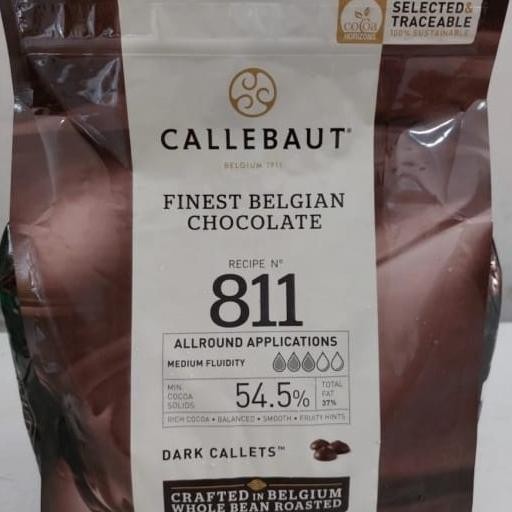 cocoa
HORIZONS
SELECTED &
TRACEABLE
100% SUSTAINABLE
CALLEBAUT®
BELGIUM 1911
FINEST BELGIAN
CHOCOLATE
RECIPE N°
811
ALLROUND APPLICATIONS
MEDIUM FLUIDITY
MIN.
COCOA
SOLIDS
54.5%
TOTAL
FAT
37%
RICH COCOA • BALANCED • SMOOTH • FRUITY HINTS
DARK CALLETS™
CRAFTED IN BELGIUM
WHOLE BEAN ROASTED